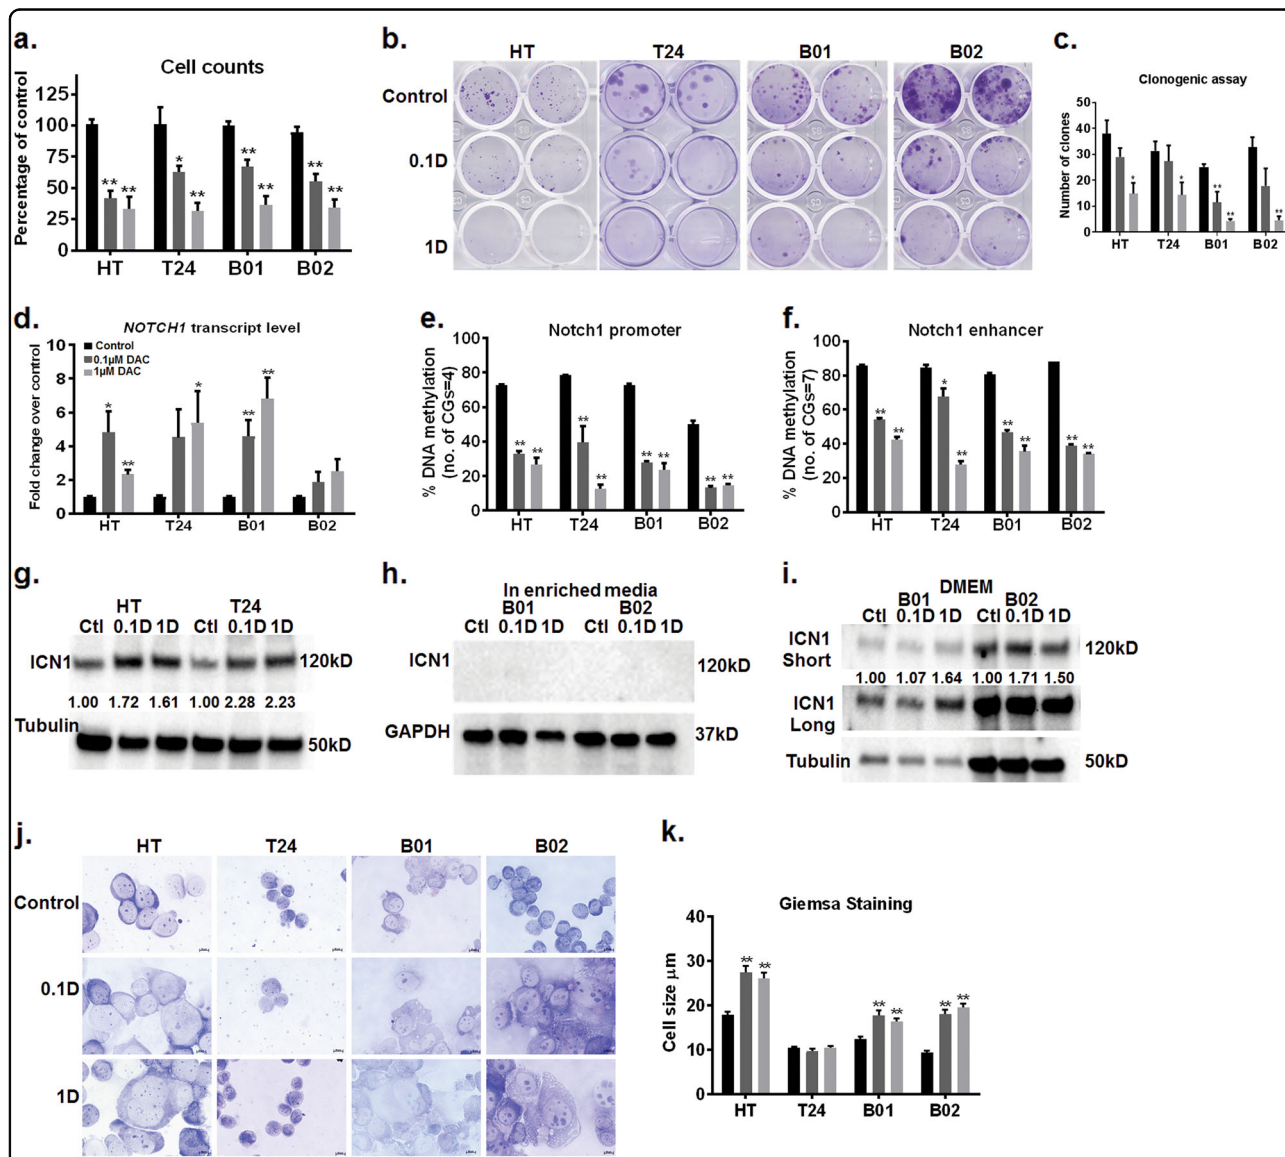 a.
Cell counts
Percentage of control
125
100
75
50
25
0
** ** * ** ** ** ** **
HT T24 B01 B02
b.
HT T24 B01 B02
Control
0.1D
1D
c.
Clonogenic assay
Number of clones
50
40
30
20
10
0
* * ** ** **
HT T24 B01 B02
d.
NOTCH1 transcript level
Control
0.1µM DAC
1µM DAC
Fold change over control
10
8
6
4
2
0
* ** * ** **
HT T24 B01 B02
e.
Notch1 promoter
% DNA methylation
(no. of CGs=4)
80
60
40
20
0
** ** ** ** ** ** ** **
HT T24 B01 B02
f.
Notch1 enhancer
% DNA methylation
(no. of CGs=7)
100
80
60
40
20
0
** ** * ** ** ** ** **
HT T24 B01 B02
g.
HT T24
Ctl 0.1D 1D Ctl 0.1D 1D
ICN1 120kD
1.00 1.72 1.61 1.00 2.28 2.23
Tubulin 50kD
h.
In enriched media
B01 B02
Ctl 0.1D 1D Ctl 0.1D 1D
ICN1 120kD
GAPDH 37kD
i.
DMEM
B01 B02
Ctl 0.1D 1D Ctl 0.1D 1D
ICN1
Short
120kD
1.00 1.07 1.64 1.00 1.71 1.50
ICN1
Long
Tubulin 50kD
j.
HT T24 B01 B02
Control
0.1D
1D
k.
Giemsa Staining
Cell size µm
40
30
20
10
0
** ** ** ** ** **
HT T24 B01 B02